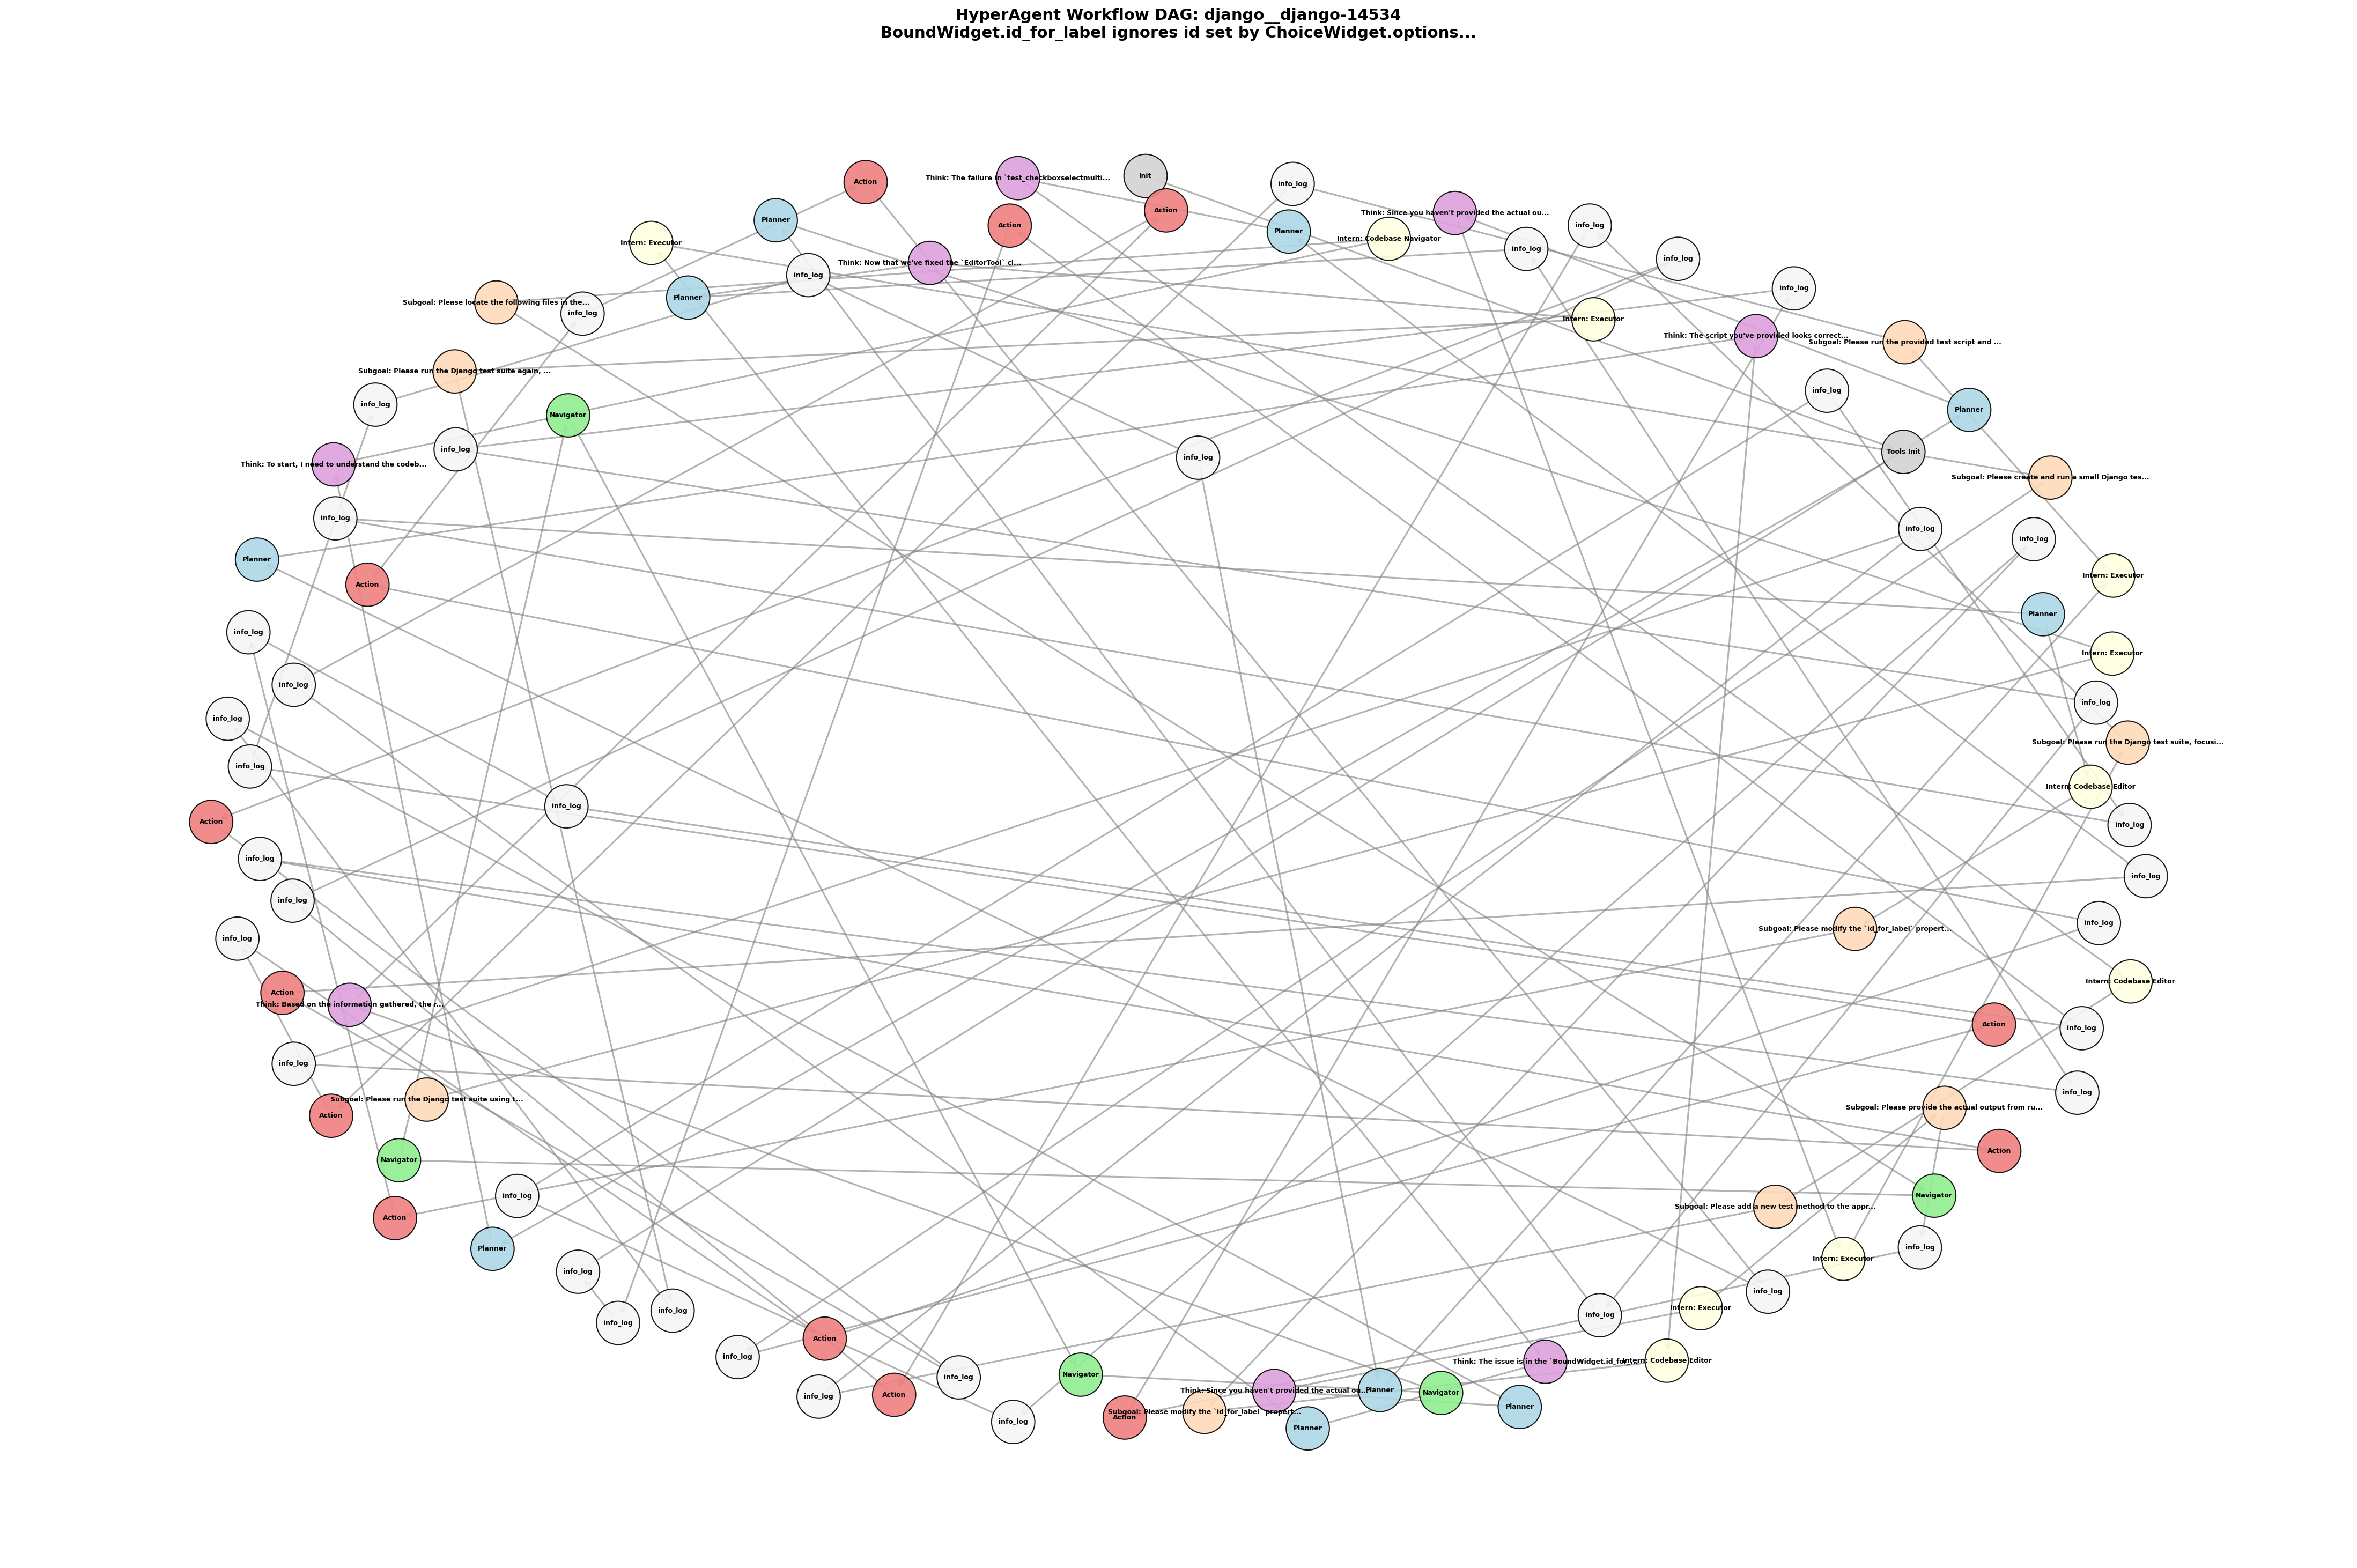 HyperAgent Workflow DAG: django__django-14534
BoundWidget.id_for_label ignores id set by ChoiceWidget.options...
Init
Think: The failure in `test_checkboxselectmulti...
Action
info_log
Action
Think: Since you haven't provided the actual ou...
Planner
Action
info_log
Planner
Intern: Codebase Navigator
Intern: Executor
info_log
info_log
Think: Now that we've fixed the `EditorTool` cl...
info_log
info_log
Planner
Subgoal: Please locate the following files in the...
info_log
Intern: Executor
Think: The script you've provided looks correct...
Subgoal: Please run the provided test script and ...
Subgoal: Please run the Django test suite again, ...
info_log
info_log
Planner
Navigator
info_log
Tools Init
info_log
Think: To start, I need to understand the codeb...
Subgoal: Please create and run a small Django tes...
info_log
info_log
info_log
Planner
Intern: Executor
Action
Planner
info_log
Intern: Executor
info_log
info_log
info_log
Subgoal: Please run the Django test suite, focusi...
info_log
Intern: Codebase Editor
info_log
Action
info_log
info_log
info_log
info_log
info_log
Subgoal: Please modify the `id_for_label` propert...
info_log
Intern: Codebase Editor
Action
Think: Based on the information gathered, the r...
Action
info_log
info_log
info_log
Subgoal: Please run the Django test suite using t...
Subgoal: Please provide the actual output from ru...
Action
Action
Navigator
Navigator
info_log
Subgoal: Please add a new test method to the appr...
Action
Planner
info_log
Intern: Executor
info_log
info_log
info_log
Intern: Executor
info_log
info_log
Action
info_log
Think: The issue is in the `BoundWidget.id_for_
Intern: Codebase Editor
Navigator
info_log
Think: Since you haven't provided the actual ou...
Planner
Navigator
Action
info_log
Planner
Subgoal: Please modify the `id_for_label` propert...
Action
info_log
Planner